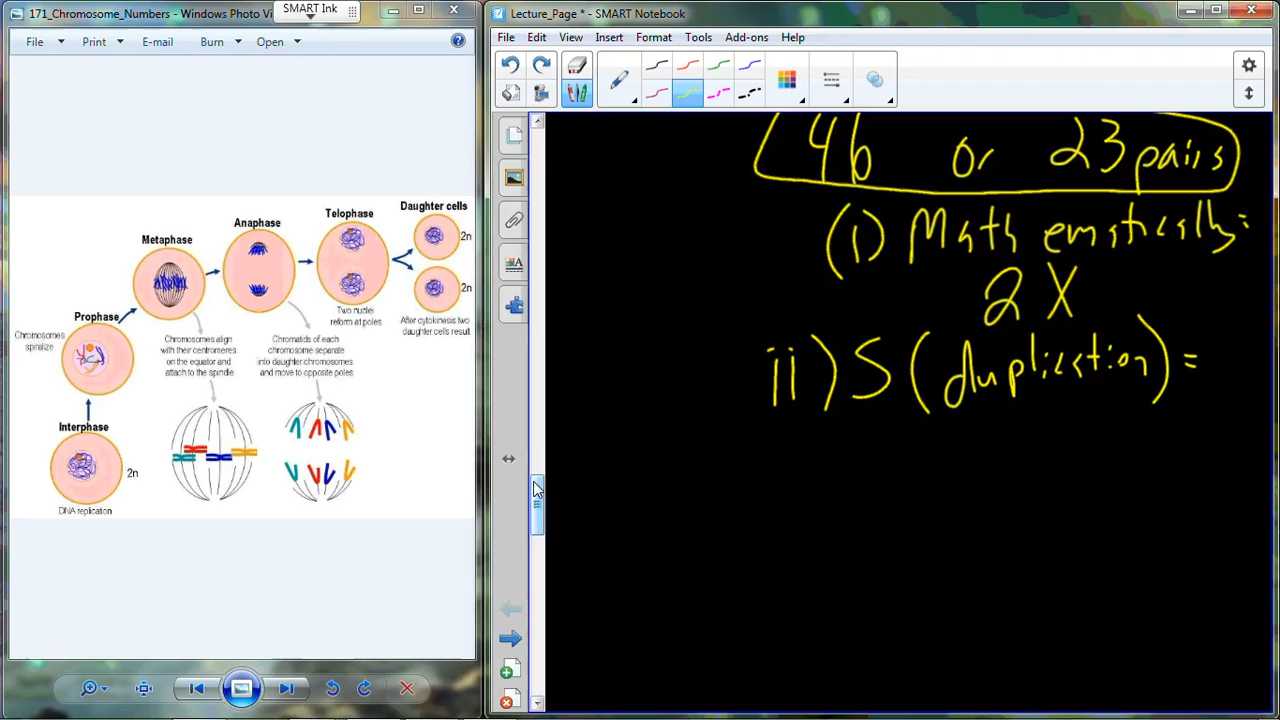 171_Chromosome_Numbers - Windows Photo Vi
SMART Ink
File Print E-mail Burn Open
Daughter cells
Telophase
Anaphase
2n
Metaphase
2n
Two nuclei
reform at poles
After cytokinesis two
daughter cells result
Prophase
Chromosomes
spiralize
Chromosomes align
with their centromeres
on the equator and
attach to the spindle.
Chromatids of each
chromosome separate
into daughter chromosomes
and move to opposite poles
Interphase
2n
DNA replication
Lecture_Page * - SMART Notebook
File Edit View Insert Format Tools Add-ons Help
46 or 23 pairs
(i) Mathematically:
2 X
ii) S (duplication) =